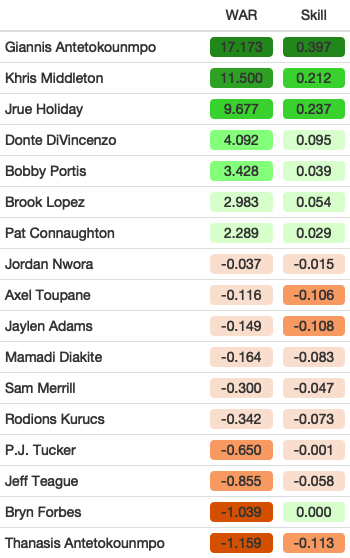 WAR Skill
Giannis Antetokounmpo 17.173 0.397
Khris Middleton 11.500 0.212
Jrue Holiday 9.677 0.237
Donte DiVincenzo 4.092 0.095
Bobby Portis 3.428 0.039
Brook Lopez 2.983 0.054
Pat Connaughton 2.289 0.029
Jordan Nwora -0.037 -0.015
Axel Toupane -0.116 -0.106
Jaylen Adams -0.149 -0.108
Mamadi Diakite -0.164 -0.083
Sam Merrill -0.300 -0.047
Rodions Kurucs -0.342 -0.073
P.J. Tucker -0.650 -0.001
Jeff Teague -0.855 -0.058
Bryn Forbes -1.039 0.000
Thanasis Antetokounmpo -1.159 -0.113